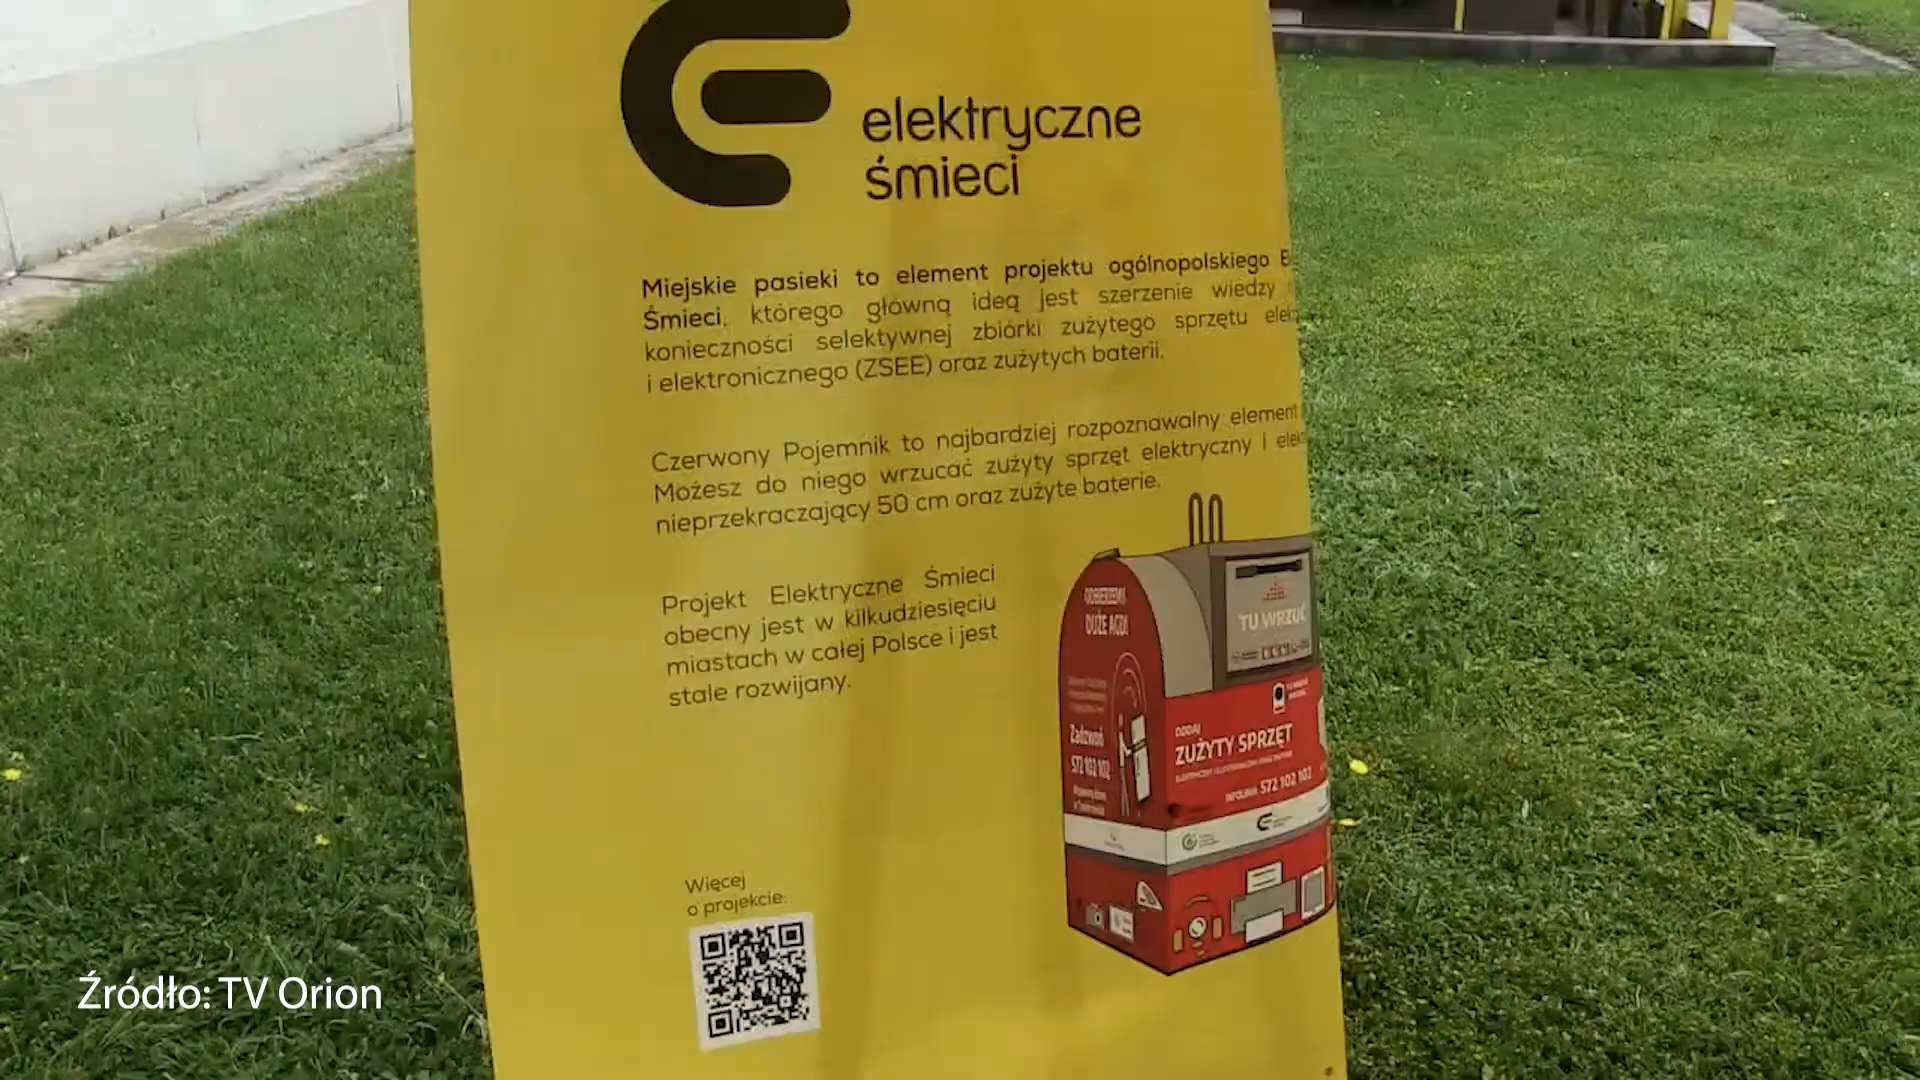 elektryczne
śmieci
Miejskie pasieki to element projektu ogólnopolskiego
Śmieci, którego główną ideą jest szerzenie wiedzy
konieczności selektywnej zbiórki zużytego sprzętu
i elektronicznego (ZSEE) oraz zużytych baterii.
Czerwony Pojemnik to najbardziej rozpoznawalny element
Możesz do niego wrzucać zużyty sprzęt elektryczny i
nieprzekraczający 50 cm oraz zużyte baterie.
Projekt Elektryczne Śmieci
obecny jest w kilkudziesięciu
miastach w całej Polsce i jest
stale rozwijany.
ODBIERZEMY
DUŻE AGD!
TU WRZUĆ
Zadzwoń
572 102 102
ODDAJ
ZUŻYTY SPRZĘT
INFOLINIA 572 102 102
Więcej
o projekcie:
Źródło: TV Orion